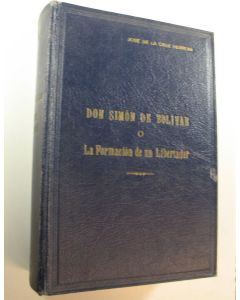 JOSE DE LA CRUZ HERRERA
DON SIMÓN DE BOLÍVAR
O
La Formación de un Libertador